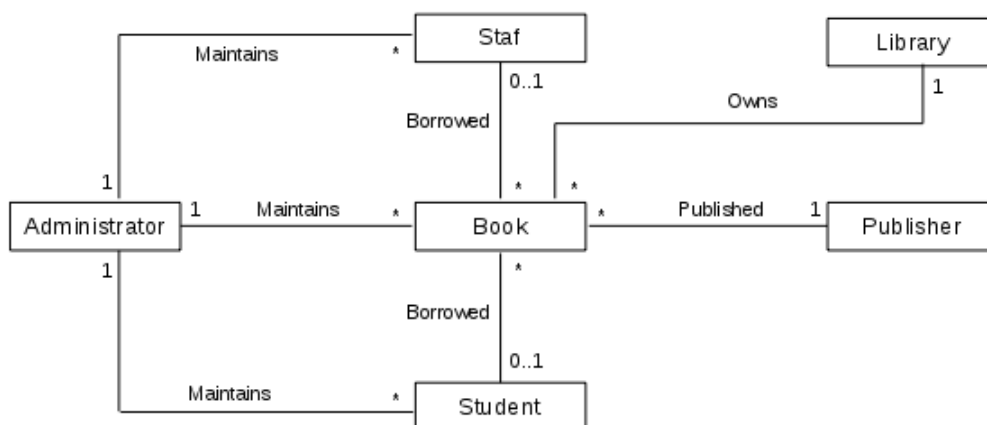 Staf
Library
Maintains
*
0..1
1
Owns
Borrowed
1
*
*
Administrator
1
Maintains
*
Book
*
Published
1
Publisher
1
*
Borrowed
0..1
Maintains
*
Student